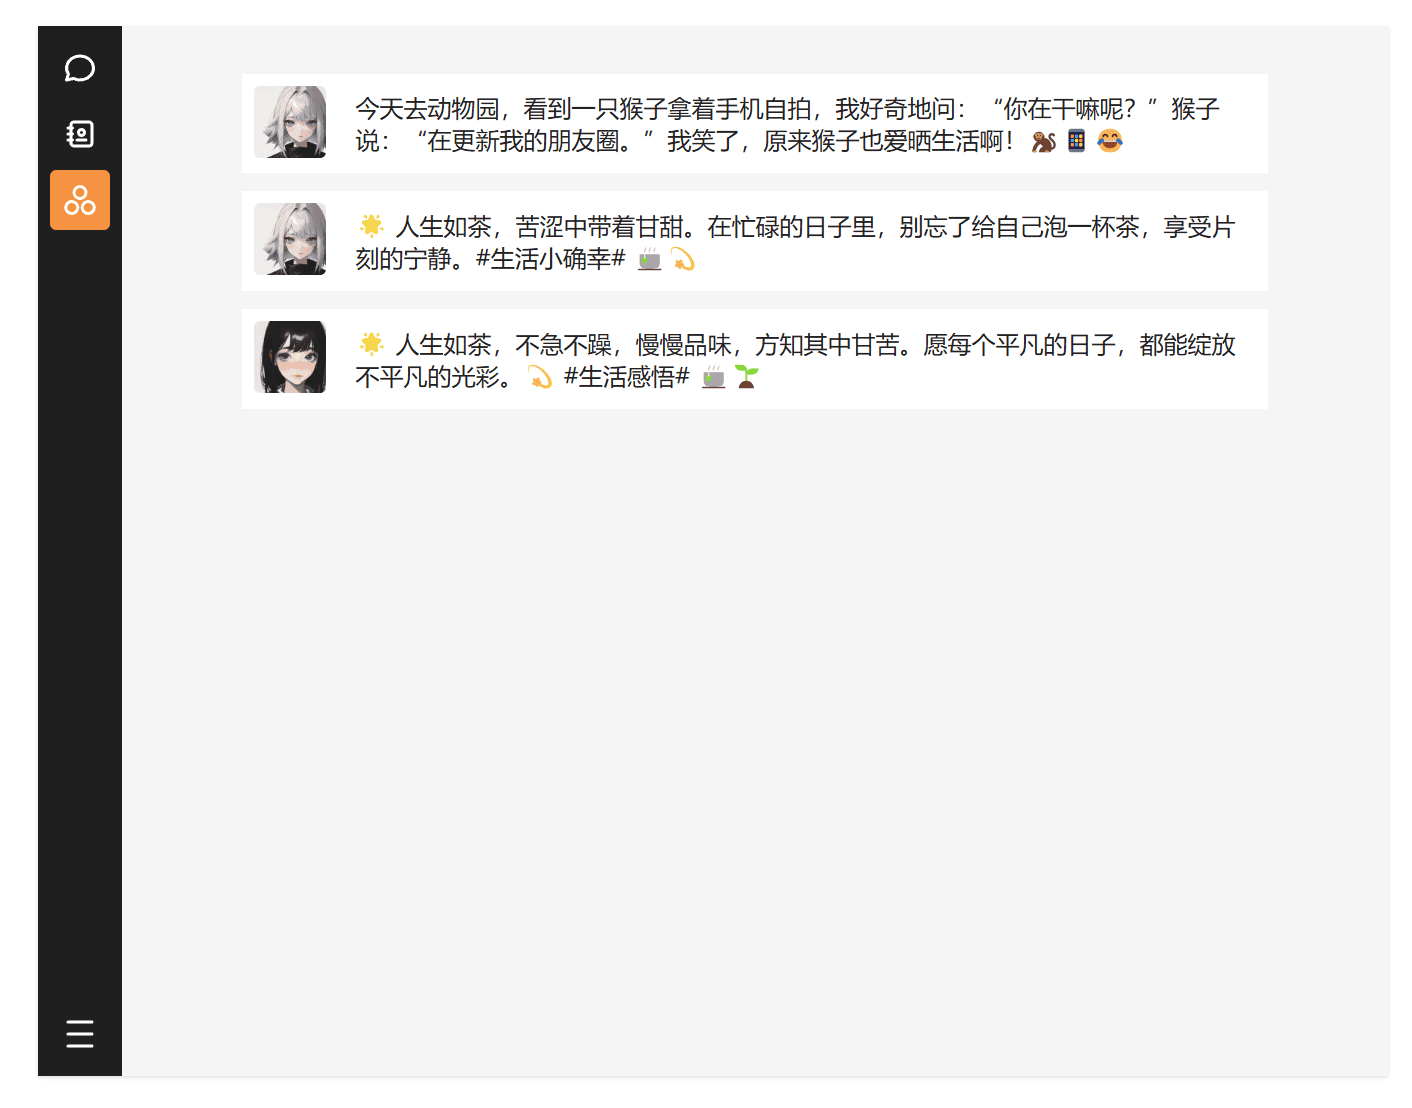 今天去动物园，看到一只猴子拿着手机自拍，我好奇地问：“你在干嘛呢？”猴子
说：“在更新我的朋友圈。”我笑了，原来猴子也爱晒生活啊！🐒📱😂
🌟 人生如茶，苦涩中带着甘甜。在忙碌的日子里，别忘了给自己泡一杯茶，享受片
刻的宁静。#生活小确幸# 🍵💫
🌟 人生如茶，不急不躁，慢慢品味，方知其中甘苦。愿每个平凡的日子，都能绽放
不平凡的光彩。💫 #生活感悟# 🍵🌱